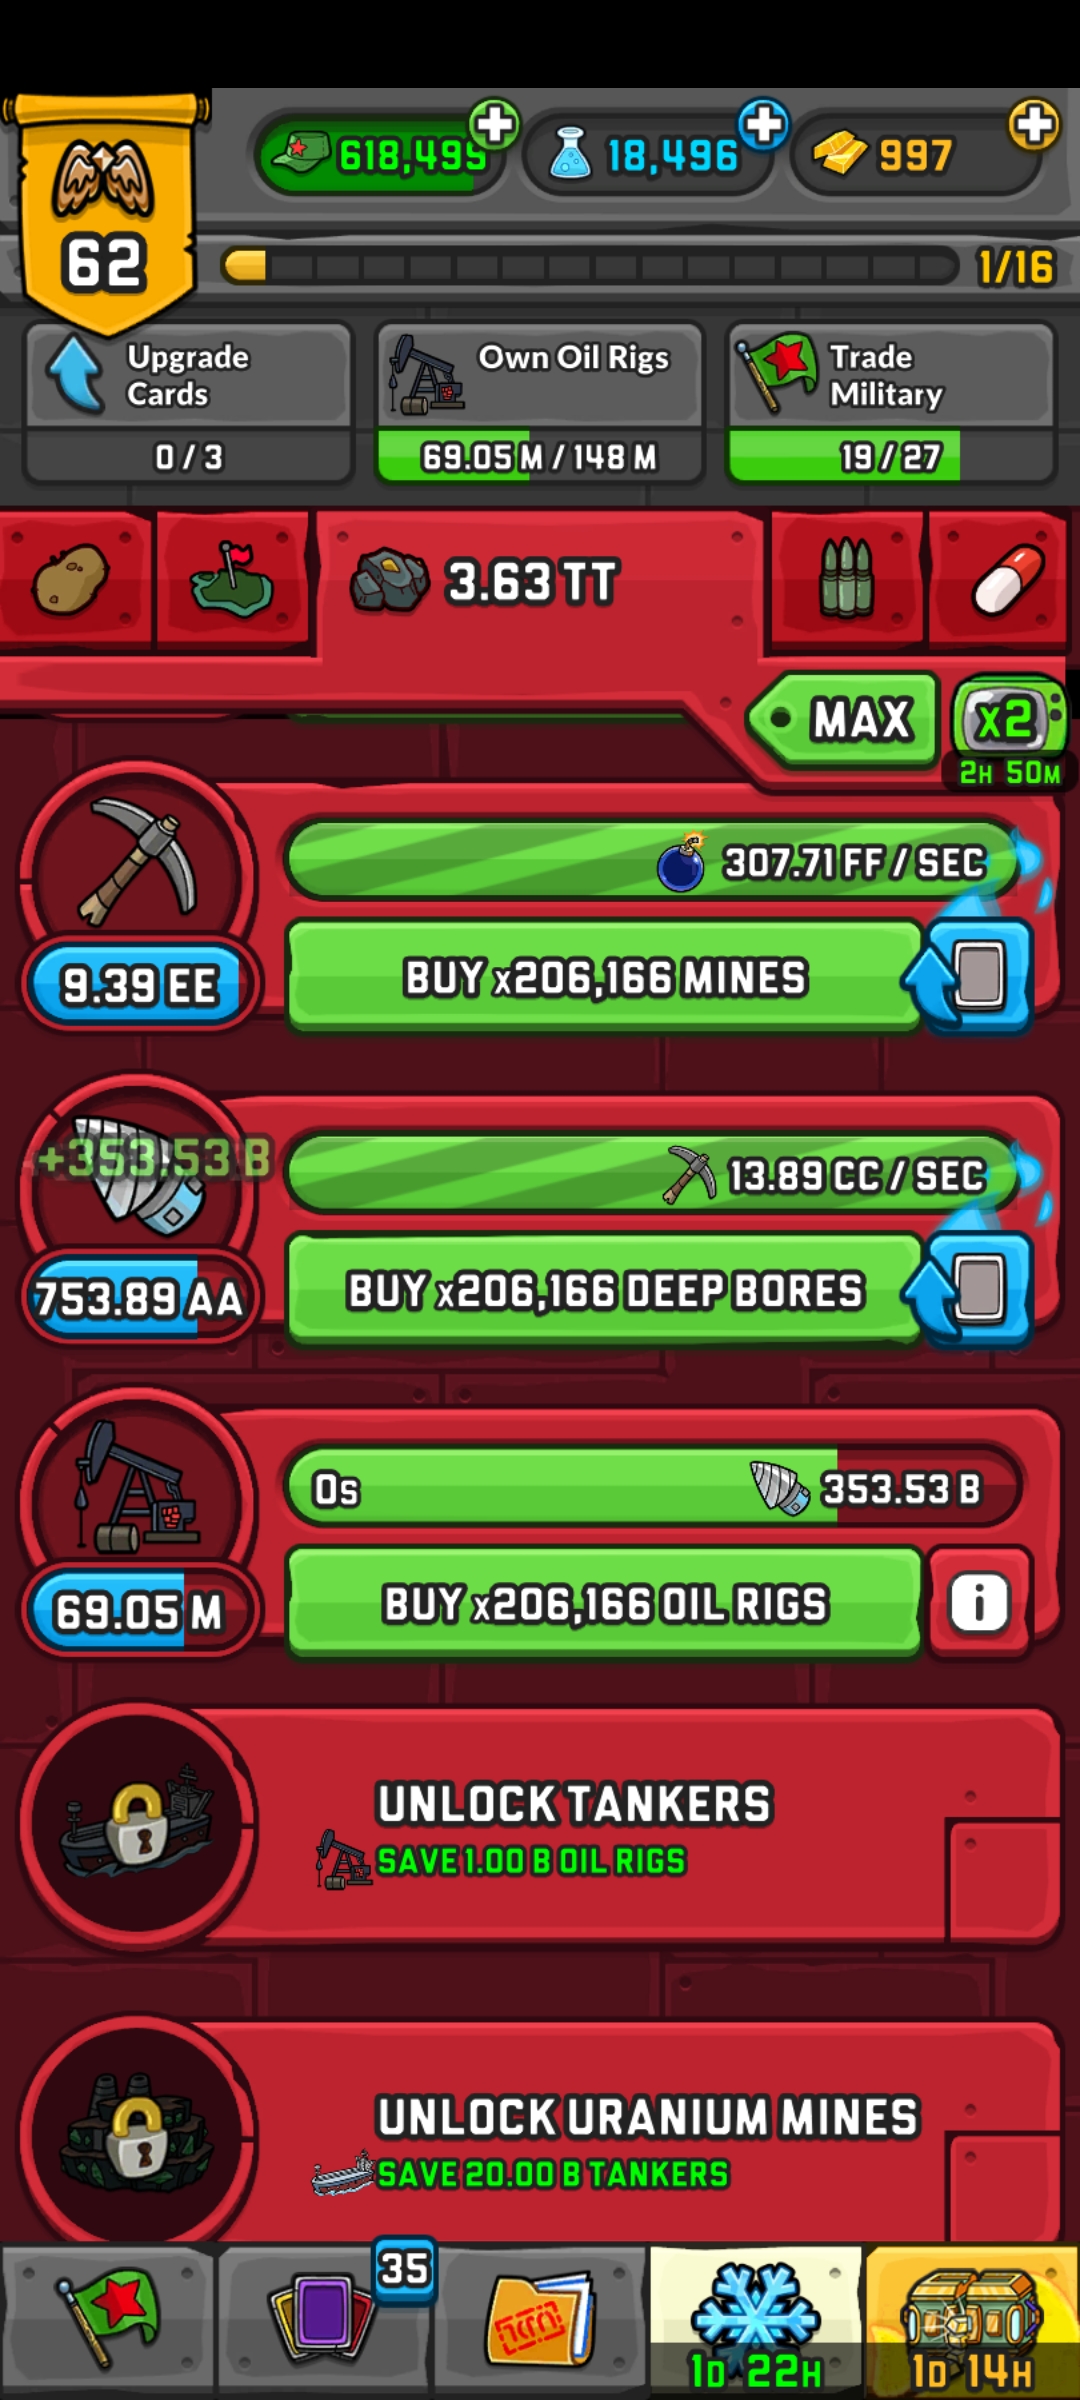 618,499
18,496
997
62
1/16
Upgrade
Cards
0 / 3
Own Oil Rigs
69.05 M / 148 M
Trade
Military
19 / 27
3.63 TT
MAX
x2
2H 50M
307.71 FF / SEC
9.39 EE
BUY x206,166 MINES
+353.53 B
13.89 CC / SEC
753.89 AA
BUY x206,166 DEEP BORES
0s
353.53 B
69.05 M
BUY x206,166 OIL RIGS
i
UNLOCK TANKERS
SAVE 1.00 B OIL RIGS
UNLOCK URANIUM MINES
SAVE 20.00 B TANKERS
35
1D 22H
1D 14H